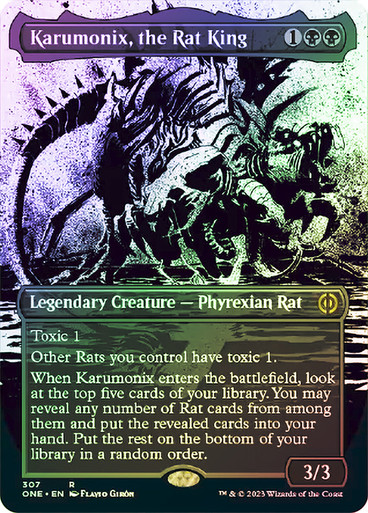 Karumonix, the Rat King 1
Legendary Creature — Phyrexian Rat
Toxic 1
Other Rats you control have toxic 1.
When Karumonix enters the battlefield, look
at the top five cards of your library. You may
reveal any number of Rat cards from among
them and put the revealed cards into your
hand. Put the rest on the bottom of your
library in a random order.
3/3
307 R
ONE • EN Flavio Girón
™ & © 2023 Wizards of the Coast